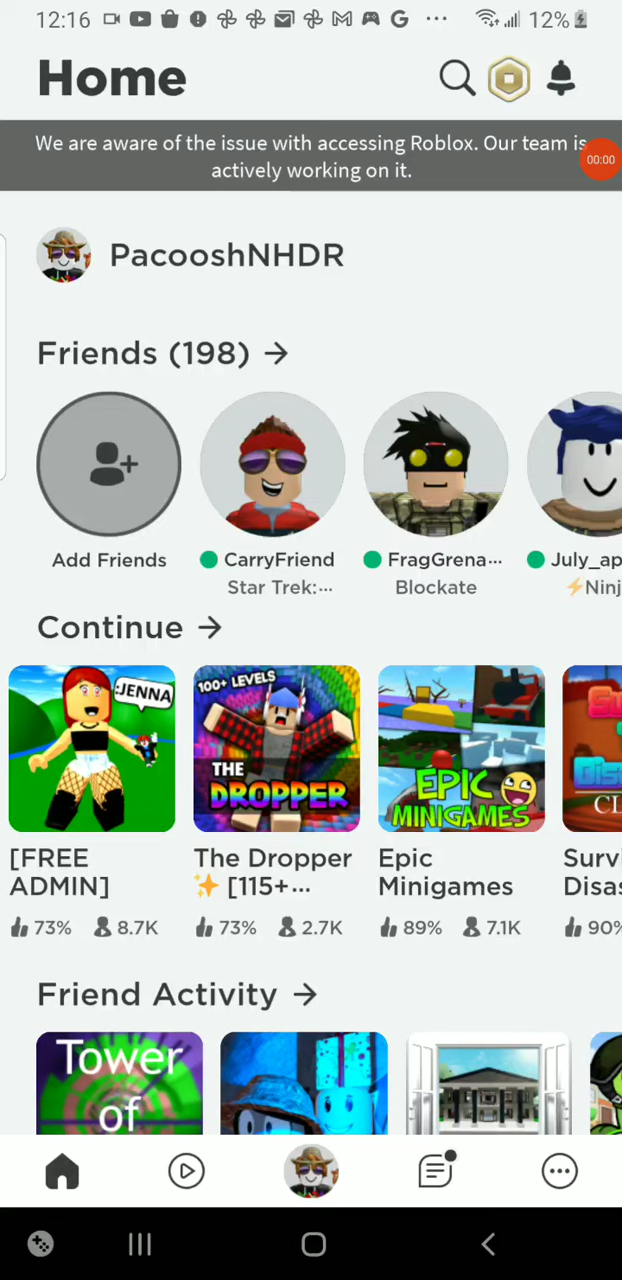 12:16
12%
Home
We are aware of the issue with accessing Roblox. Our team is
actively working on it.
00:00
PacooshNHDR
Friends (198) →
Add Friends
CarryFriend
Star Trek:...
FragGrena...
Blockate
July_ap
⚡Ninj
Continue →
:JENNA
100+ LEVELS
THE
DROPPER
EPIC
MINIGAMES
[FREE
ADMIN]
73% 8.7K
The Dropper
✨ [115+...
73% 2.7K
Epic
Minigames
89% 7.1K
Survi
Disas
90%
Friend Activity →
Tower
of